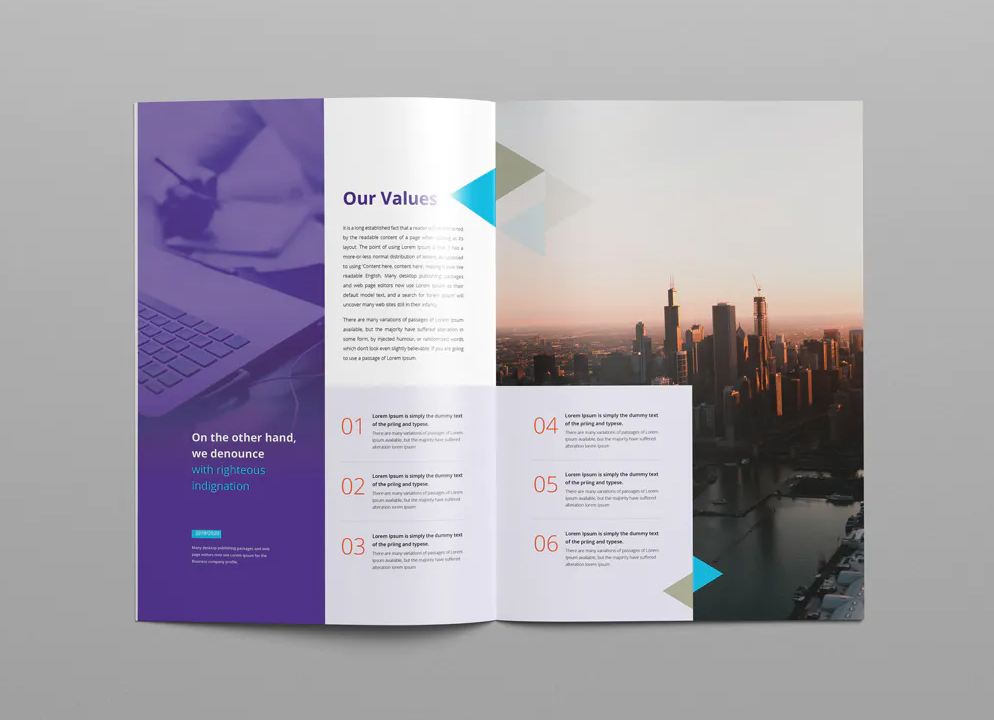 Our Values
It is a long established fact that a reader
by the readable content of a page when at its
layout. The point of using Lorem Ipsum has a
more-or-less normal distribution of letters, as opposed
to using 'Content here, content here,
readable English. Many desktop publishing packages
and web page editors now use Lorem Ipsum as their
default model text, and a search for lorem ipsum will
uncover many web sites still in their infancy.
There are many variations of passages of Lorem Ipsum
available, but the majority have suffered alteration in
some form, by injected humour, or randomised words
which don't look even slightly believable. If you are going
to use a passage of Lorem Ipsum.
On the other hand,
we denounce
with righteous
indignation
2019/2020
Many desktop publishing packages and web
page editors now use Lorem Ipsum for the
Business company profile.
01
Lorem Ipsum is simply the dummy text
of the priing and typese.
There are many variations of passages of Lorem
Ipsum available, but the majority have suffered
alteration lorem ipsum
02
Lorem Ipsum is simply the dummy text
of the priing and typese.
There are many variations of passages of Lorem
Ipsum available, but the majority have suffered
alteration lorem ipsum
03
Lorem Ipsum is simply the dummy text
of the priing and typese.
There are many variations of passages of Lorem
Ipsum available, but the majority have suffered
alteration lorem ipsum
04
Lorem Ipsum is simply the dummy text
of the priing and typese.
There are many variations of passages of Lorem
Ipsum available, but the majority have suffered
alteration lorem ipsum
05
Lorem Ipsum is simply the dummy text
of the priing and typese.
There are many variations of passages of Lorem
Ipsum available, but the majority have suffered
alteration lorem ipsum
06
Lorem Ipsum is simply the dummy text
of the priing and typese.
There are many variations of passages of Lorem
Ipsum available, but the majority have suffered
alteration lorem ipsum